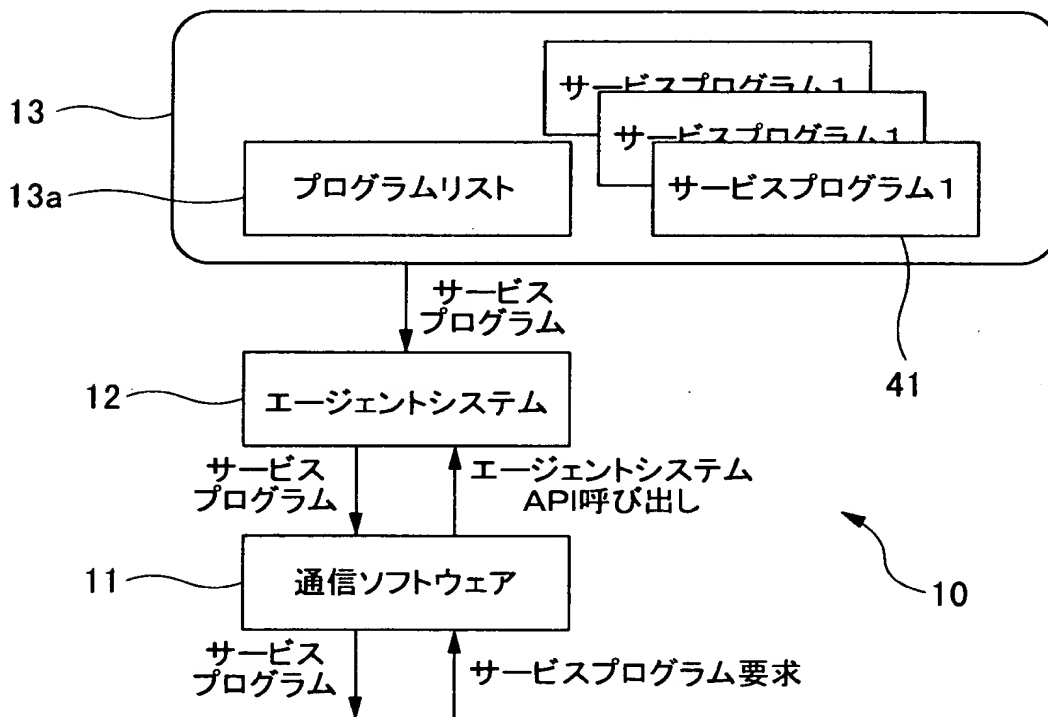 サービスプログラム1
13
サービスプログラム1
13a
プログラムリスト
サービスプログラム1
サービス
プログラム
41
12
エージェントシステム
サービス
プログラム
エージェントシステム
API呼び出し
11
通信ソフトウェア
10
サービス
プログラム
サービスプログラム要求